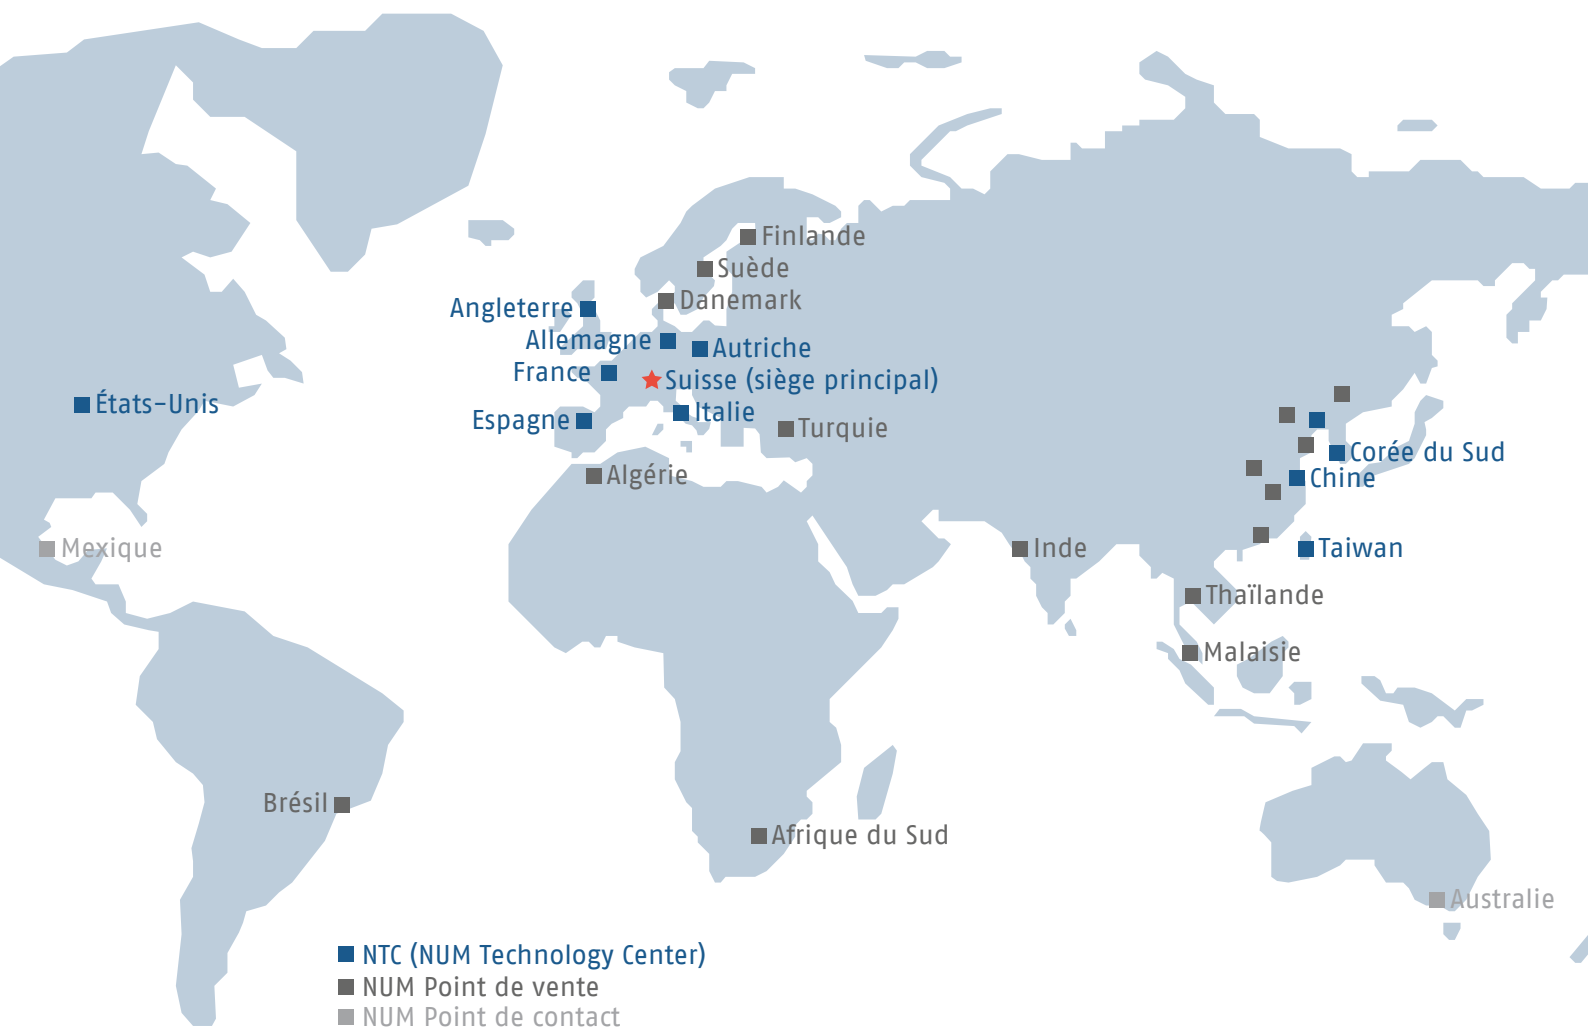 Finlande
Suède
Danemark
Angleterre
Allemagne
Autriche
France
Suisse (siège principal)
États-Unis
Italie
Espagne
Turquie
Corée du Sud
Algérie
Chine
Mexique
Inde
Taiwan
Thaïlande
Malaisie
Brésil
Afrique du Sud
Australie
NTC (NUM Technology Center)
NUM Point de vente
NUM Point de contact